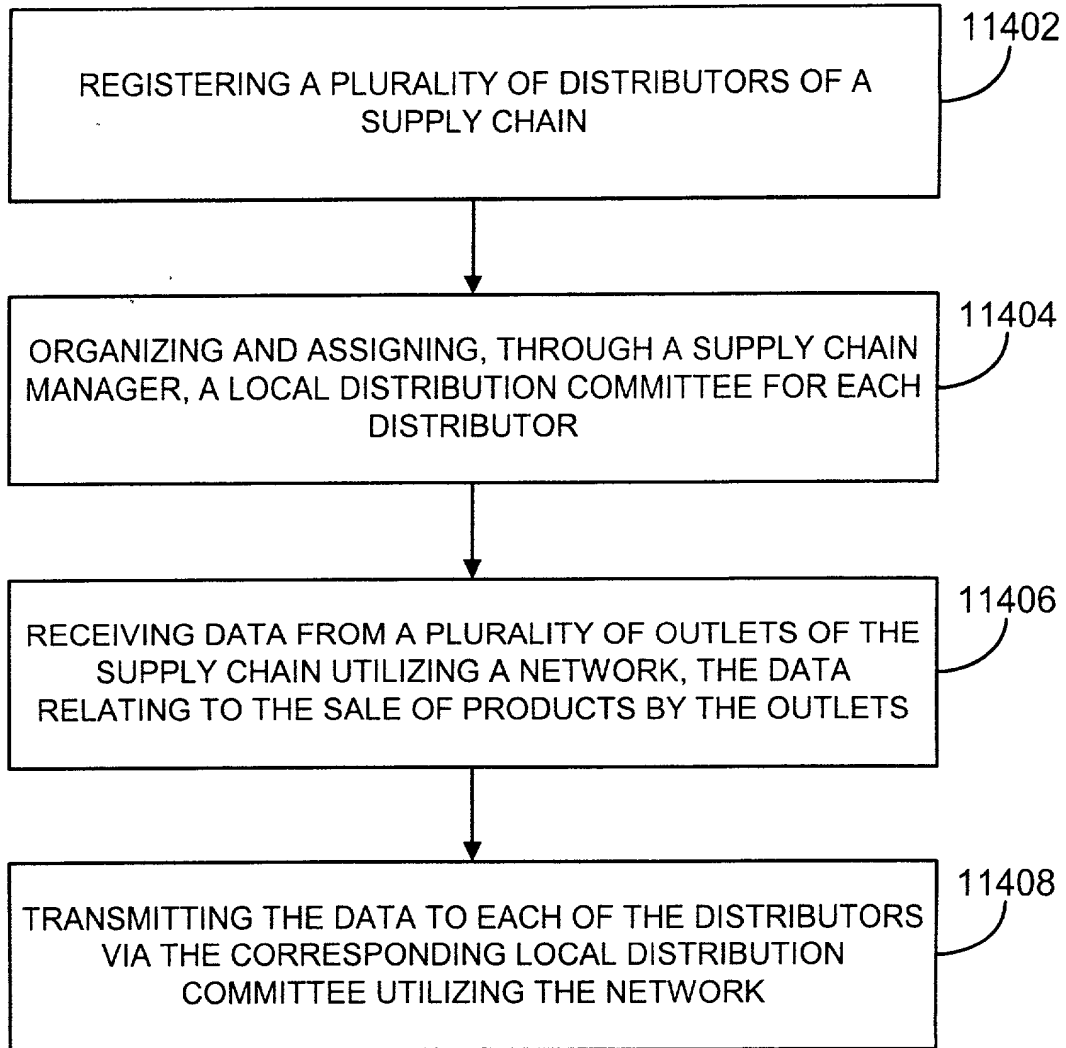 11402
REGISTERING A PLURALITY OF DISTRIBUTORS OF A
SUPPLY CHAIN
11404
ORGANIZING AND ASSIGNING, THROUGH A SUPPLY CHAIN
MANAGER, A LOCAL DISTRIBUTION COMMITTEE FOR EACH
DISTRIBUTOR
11406
RECEIVING DATA FROM A PLURALITY OF OUTLETS OF THE
SUPPLY CHAIN UTILIZING A NETWORK, THE DATA
RELATING TO THE SALE OF PRODUCTS BY THE OUTLETS
11408
TRANSMITTING THE DATA TO EACH OF THE DISTRIBUTORS
VIA THE CORRESPONDING LOCAL DISTRIBUTION
COMMITTEE UTILIZING THE NETWORK